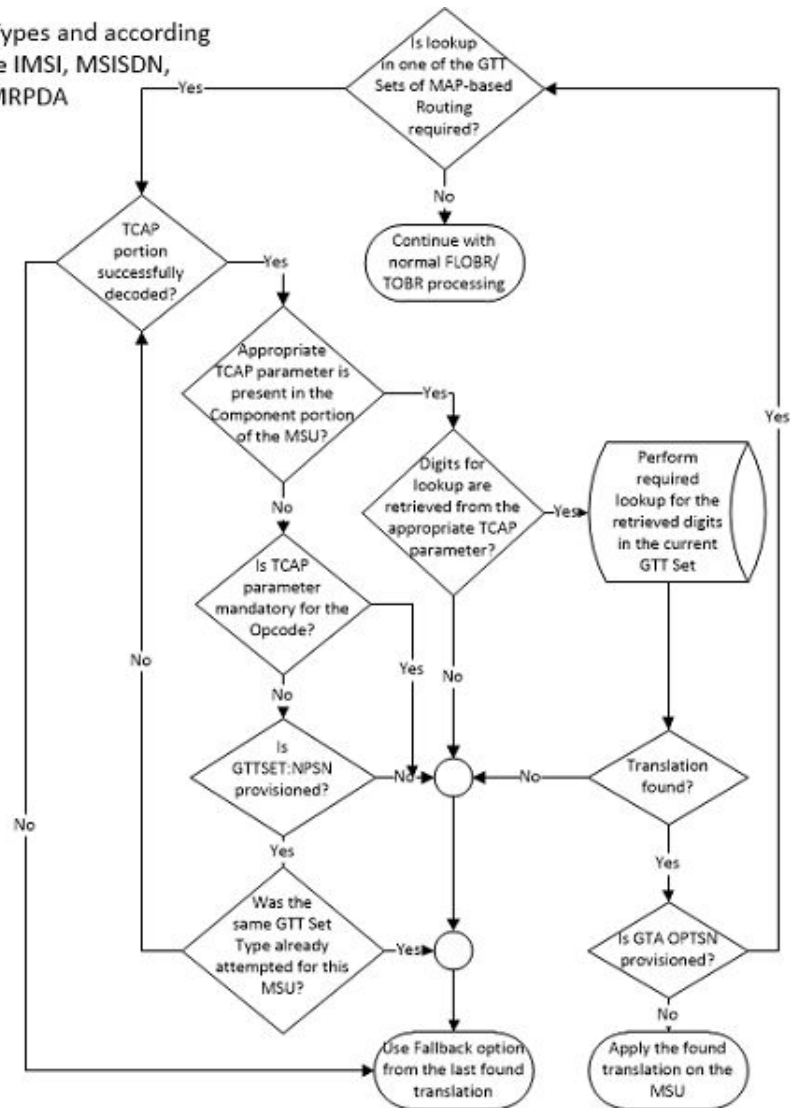 Types and according
e IMSI, MSISDN,
MRPDA
Is lookup
in one of the GTT
Sets of MAP-based
Routing
required?
Yes
No
Continue with
normal FLOBR/
TOBR processing
TCAP
portion
successfully
decoded?
Yes
Appropriate
TCAP parameter is
present in the
Component portion
of the MSU?
Yes
Yes
Digits for
lookup are
retrieved from the
appropriate TCAP
parameter?
Yes
Perform
required
lookup for the
retrieved digits
in the current
GTT Set
No
Is TCAP
parameter
mandatory for the
Opcode?
No
Yes
No
No
Is
GTTSET:NPSN
provisioned?
No
No
Translation
found?
No
Yes
Yes
Was the
same GTT Set
Type already
attempted for this
MSU?
Yes
Is GTA OPTSN
provisioned?
No
Use Fallback option
from the last found
translation
Apply the found
translation on the
MSU